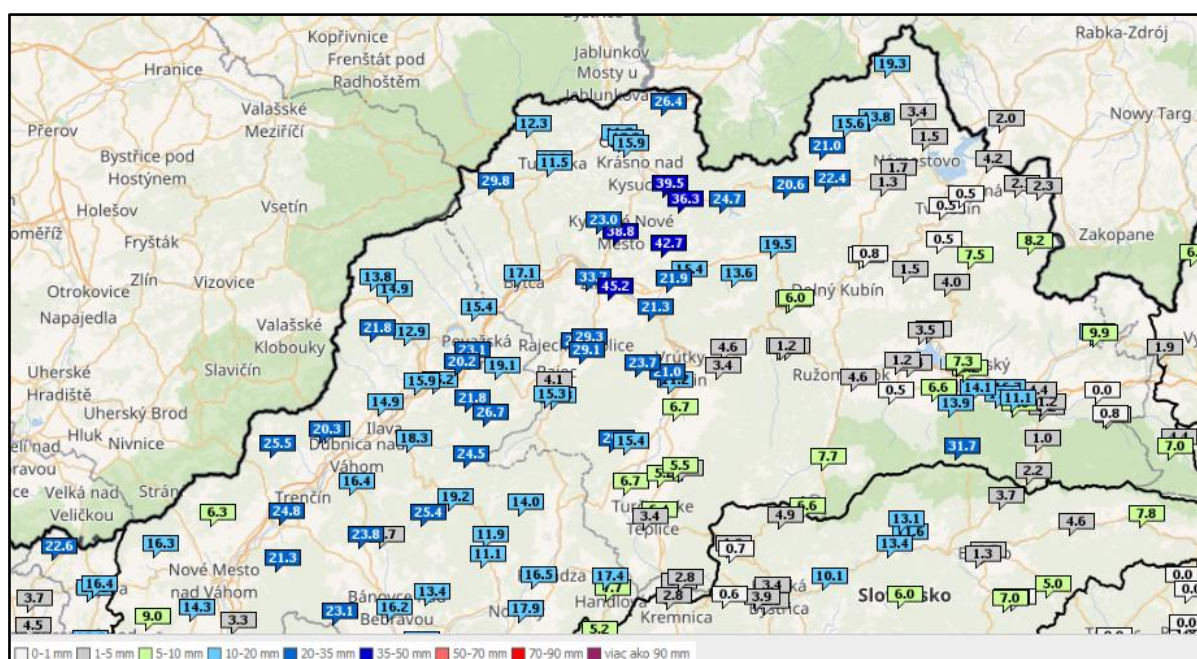 Kopřivnice
Hranice
Frenštát pod
Radhoštěm
Jablunkov
Mosty u
Jablunkova
Rabka-Zdrój
19.3
26.4
Valašské
Meziříčí
Přerov
12.3
15.6
13.8
3.4
2.0
Nowy Targ
15.9
1.5
Bystřice pod
Hostýnem
11.5
Krásno nad
Kysuc
21.0
Námestovo
4.2
29.8
39.5
20.6
22.4
1.7
1.3
2.3
Holešov
Vsetín
36.3
24.7
0.5
0.5
Tv
Fryšták
23.0
Kysucké Nové
Mesto
38.8
42.7
19.5
0.5
8.2
Zakopane
Zlín
Vizovice
17.1
33.7
15.4
21.9
13.6
0.8
1.5
7.5
4.0
Otrokovice
Napajedla
13.8
14.9
45.2
Dolný Kubín
15.4
21.3
6.0
Valašské
Klobouky
21.8
12.9
Považská
3.5
9.9
Slavičín
23.1
20.2
29.3
29.1
4.6
1.2
1.9
Uherské
Hradiště
19.1
23.7
21.0
Vrútky
3.4
1.2
7.3
Uherský Brod
15.9
4.1
15.3
4.6
0.5
6.6
14.1
11.1
0.0
14.9
21.8
26.7
6.7
13.9
0.8
Hluk
Nivnice
20.3
25.5
Ilava
Dubnica nad
Váhom
18.3
15.4
31.7
1.0
7.0
24.5
7.7
Velká nad
Veličkou
Trenčín
16.4
6.7
5.5
2.2
6.3
24.8
19.2
25.4
14.0
Teplice
3.4
4.9
3.7
4.6
7.8
22.6
16.3
23.8
11.9
13.1
13.4
21.3
11.1
0.7
1.3
3.7
16.4
Nové Mesto
nad Váhom
16.5
17.4
2.8
10.1
5.0
0.0
4.5
9.0
14.3
3.3
23.1
Bánovce nad
Bebravou
13.4
16.2
17.9
Handlová
2.8
Kremnica
0.6
3.4
3.9
Bystrica
6.0
7.0
5.2
0-1 mm 1-5 mm 5-10 mm 10-20 mm 20-35 mm 35-50 mm 50-70 mm 70-90 mm viac ako 90 mm